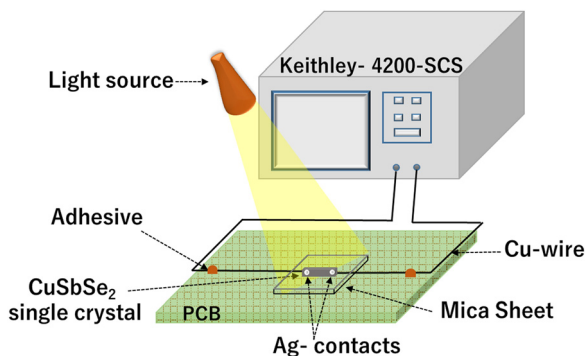 Keithley- 4200-SCS
Light source
Adhesive
Cu-wire
CuSbSe₂
single crystal
Mica Sheet
PCB
Ag- contacts